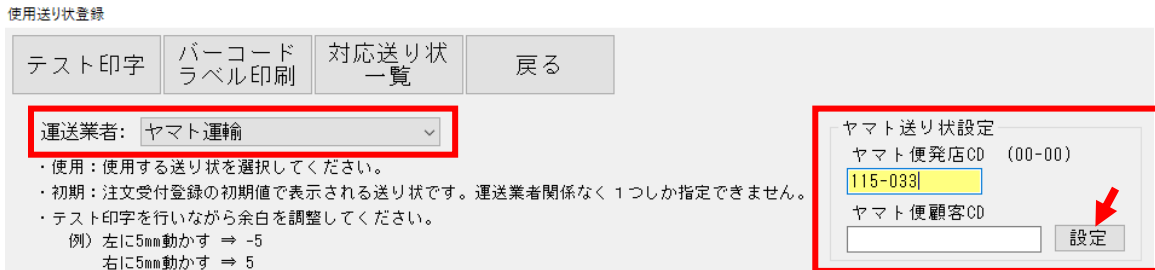 使用送り状登録
テスト印字
バーコード
ラベル印刷
対応送り状
一覧
戻る
運送業者: ヤマト運輸
・使用：使用する送り状を選択してください。
・初期：注文受付登録の初期値で表示される送り状です。運送業者関係なく１つしか指定できません。
・テスト印字を行いながら余白を調整してください。
例）左に5mm動かす ⇒ -5
右に5mm動かす ⇒ 5
ヤマト送り状設定
ヤマト便発店CD (00-00)
115-033
ヤマト便顧客CD
設定